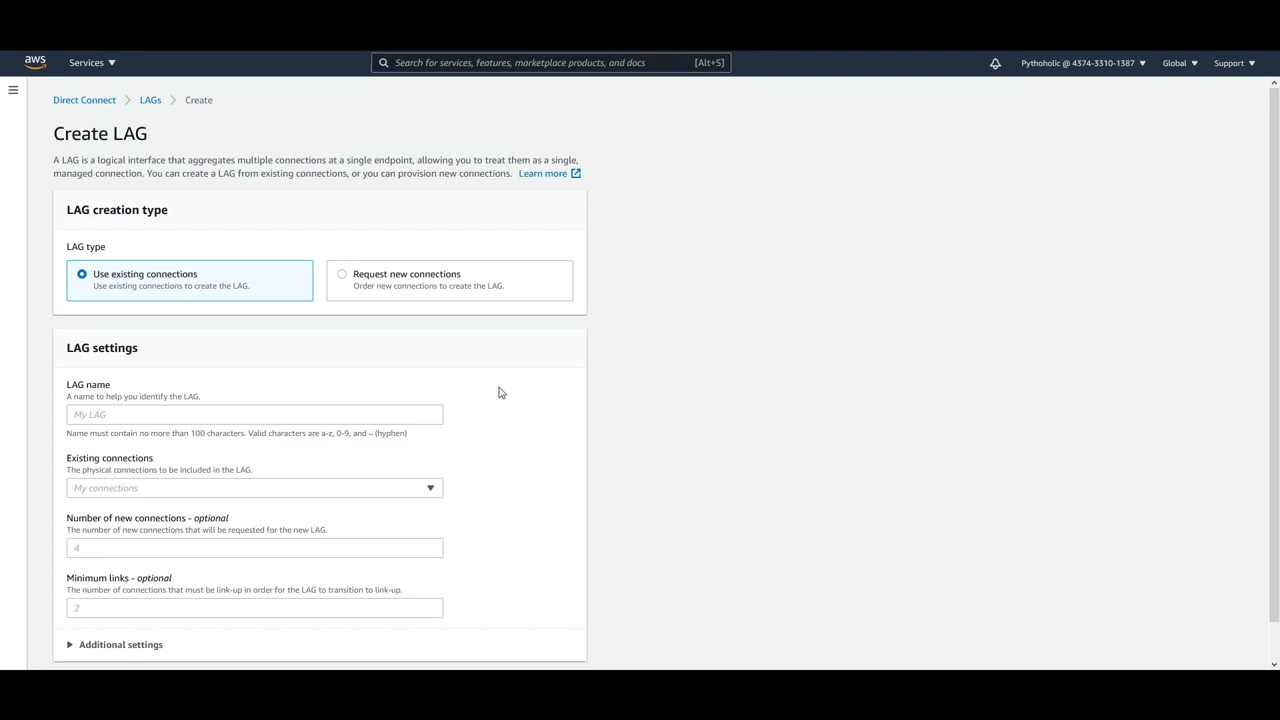 aws
Services
Search for services, features, marketplace products, and docs
[Alt+S]
Pythoholic @ 4374-3310-1387
Global
Support
Direct Connect
LAGs
Create
Create LAG
A LAG is a logical interface that aggregates multiple connections at a single endpoint, allowing you to treat them as a single,
managed connection. You can create a LAG from existing connections, or you can provision new connections. Learn more
LAG creation type
LAG type
Use existing connections
Use existing connections to create the LAG.
Request new connections
Order new connections to create the LAG.
LAG settings
LAG name
A name to help you identify the LAG.
My LAG
Name must contain no more than 100 characters. Valid characters are a-z, 0-9, and – (hyphen)
Existing connections
The physical connections to be included in the LAG.
My connections
Number of new connections - optional
The number of new connections that will be requested for the new LAG.
4
Minimum links - optional
The number of connections that must be link-up in order for the LAG to transition to link-up.
2
Additional settings